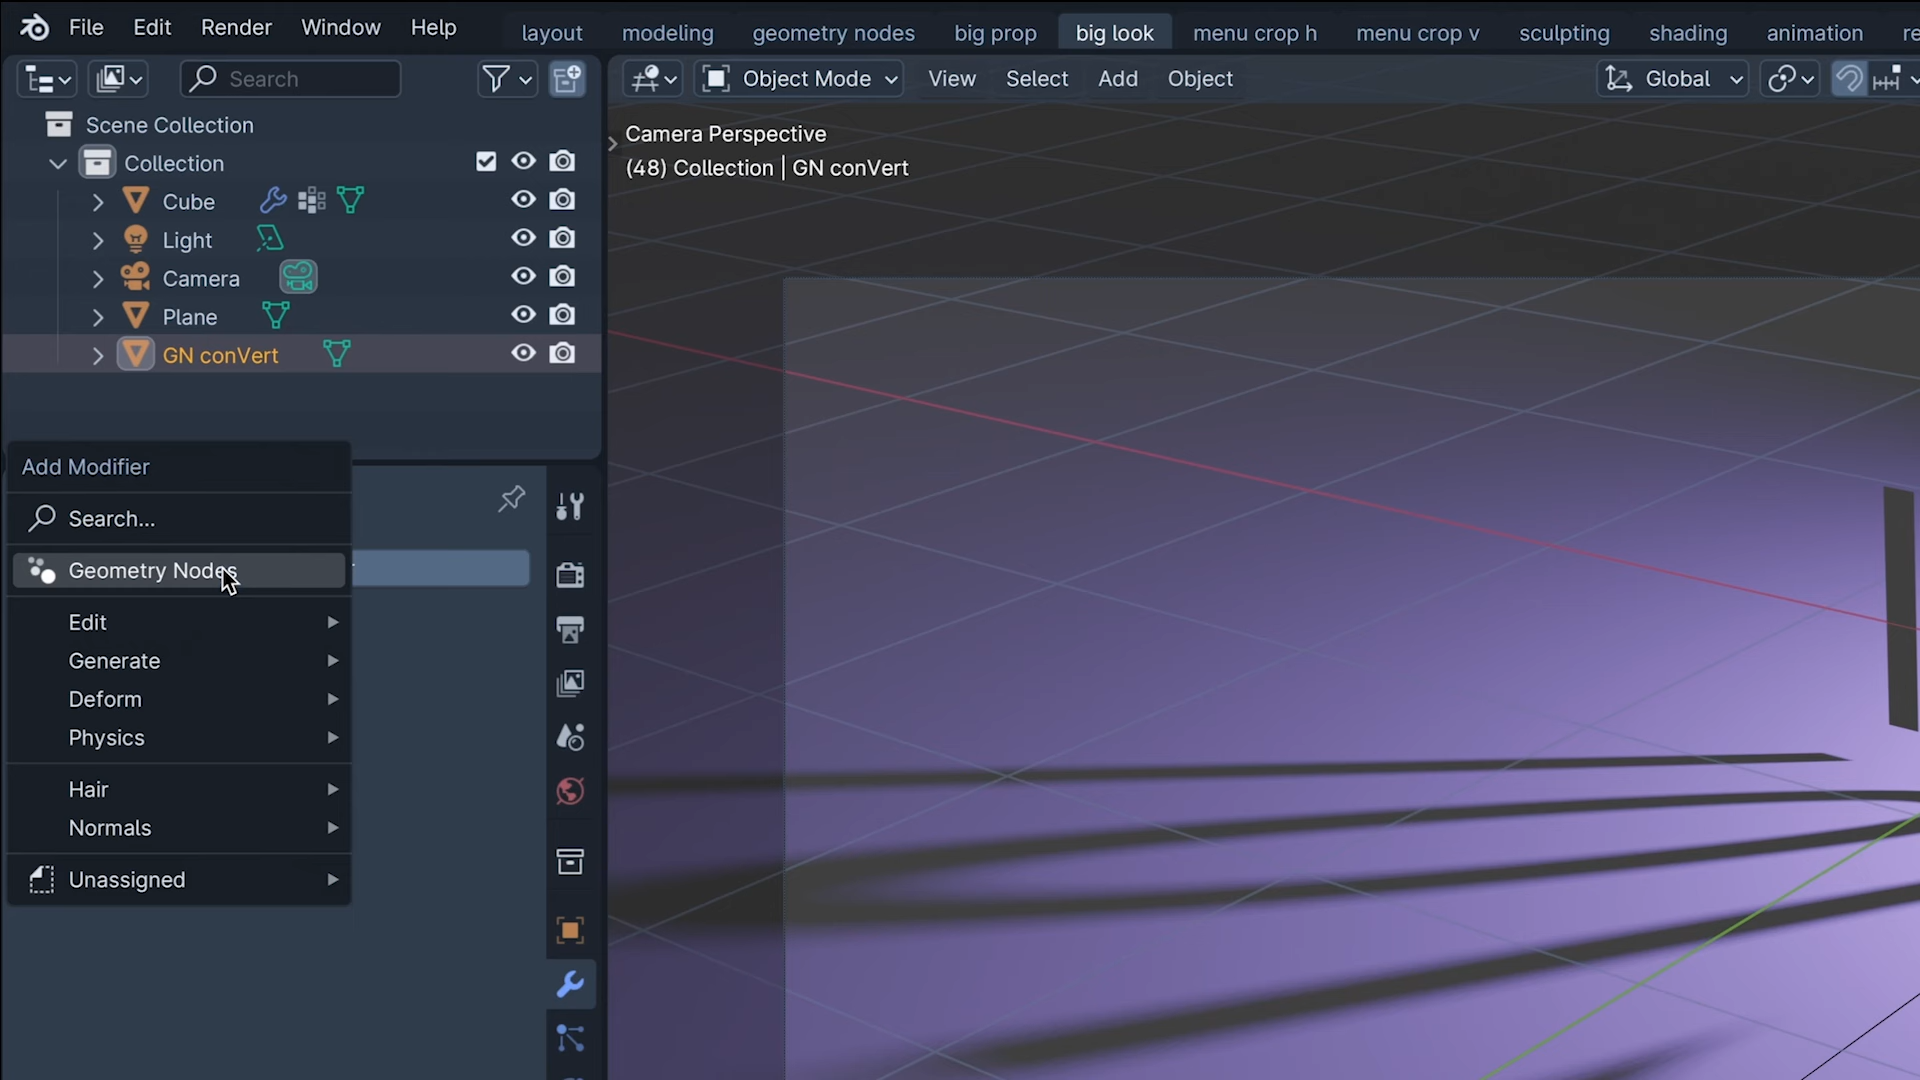 File Edit Render Window Help layout modeling geometry nodes big prop big look menu crop h menu crop v sculpting shading animation re
Search Object Mode View Select Add Object Global
Scene Collection
Collection
Cube
Light
Camera
Plane
GN conVert
Camera Perspective
(48) Collection | GN conVert
Add Modifier
Search...
Geometry Nodes
Edit
Generate
Deform
Physics
Hair
Normals
Unassigned